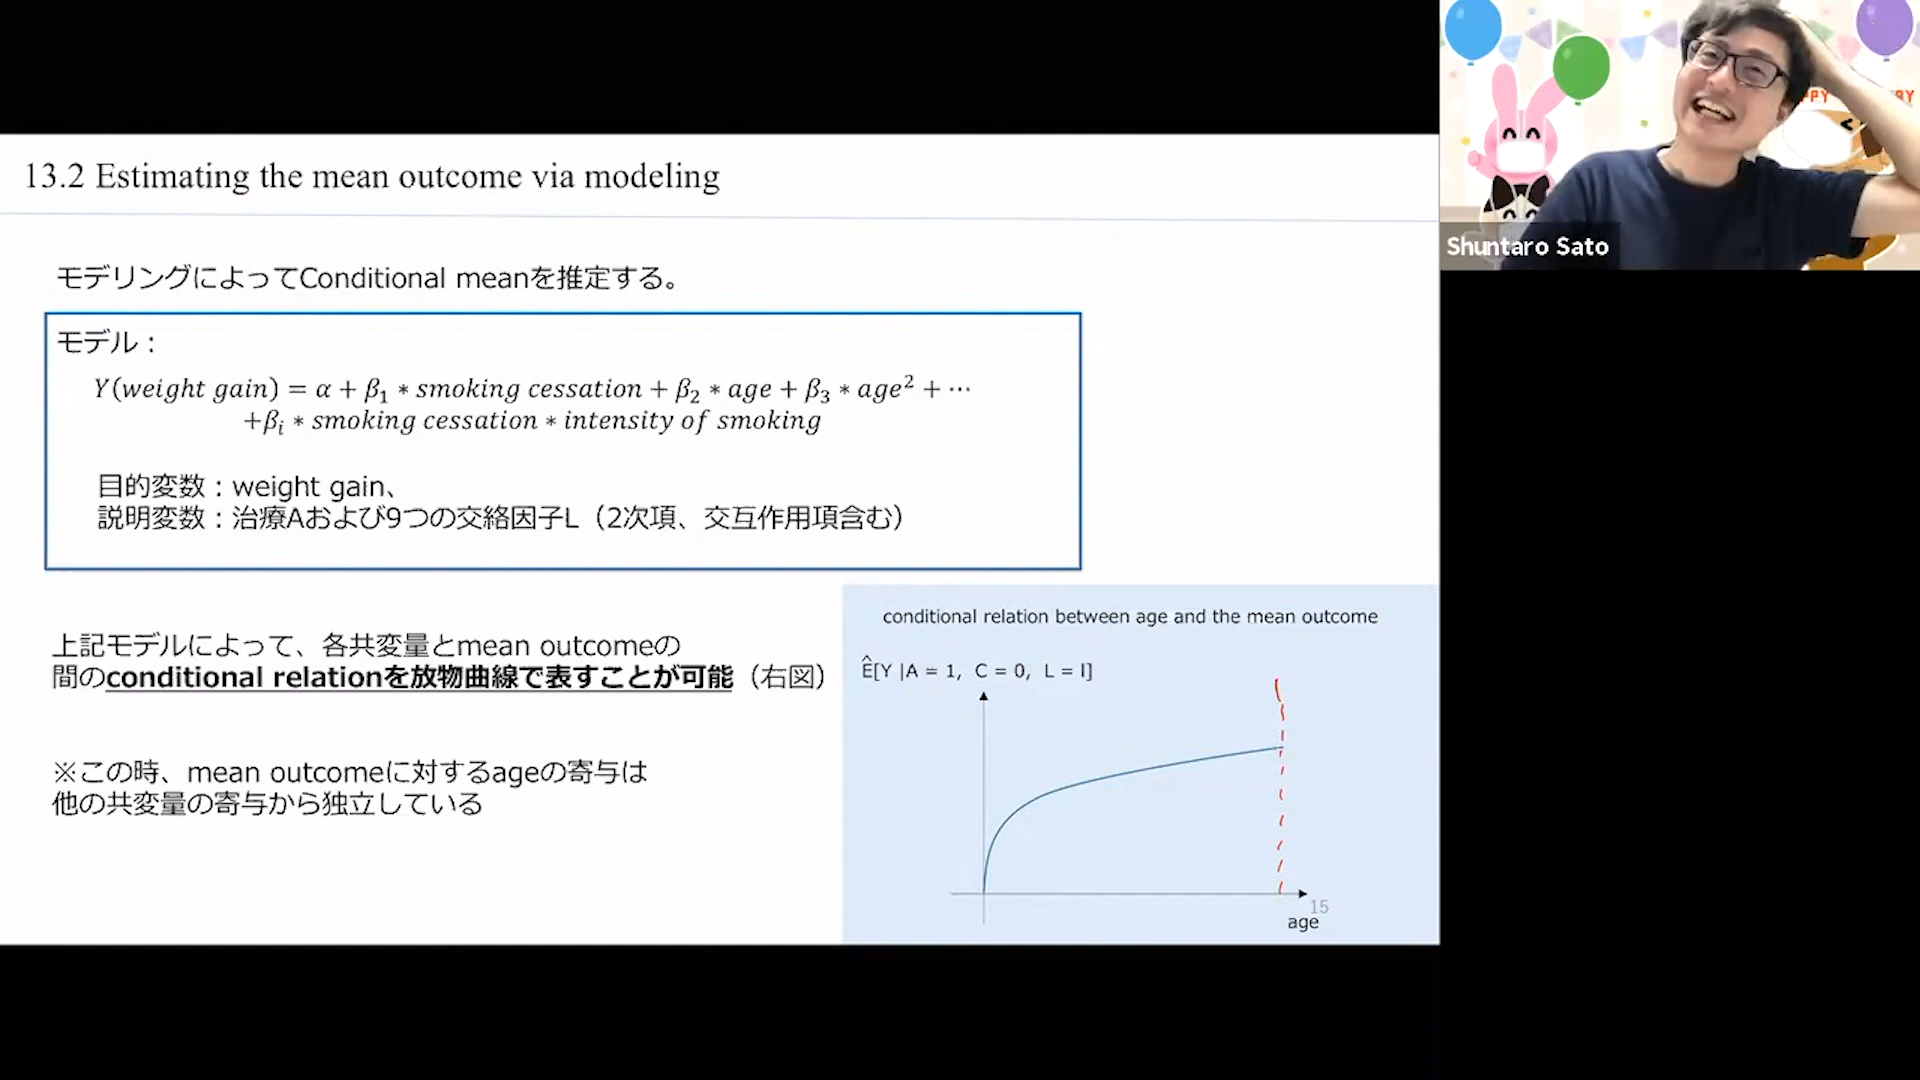 13.2 Estimating the mean outcome via modeling
モデリングによってConditional meanを推定する。
モデル：
Y(weight gain) = α + β₁ ∗ smoking cessation + β₂ ∗ age + β₃ ∗ age² + ⋯
+βᵢ ∗ smoking cessation ∗ intensity of smoking
目的変数：weight gain、
説明変数：治療Aおよび9つの交絡因子L（2次項、交互作用項含む）
上記モデルによって、各共変量とmean outcomeの
間のconditional relationを放物曲線で表すことが可能（右図）
※この時、mean outcomeに対するageの寄与は
他の共変量の寄与から独立している
conditional relation between age and the mean outcome
Ê[Y |A = 1, C = 0, L = l]
15
age
Shuntaro Sato